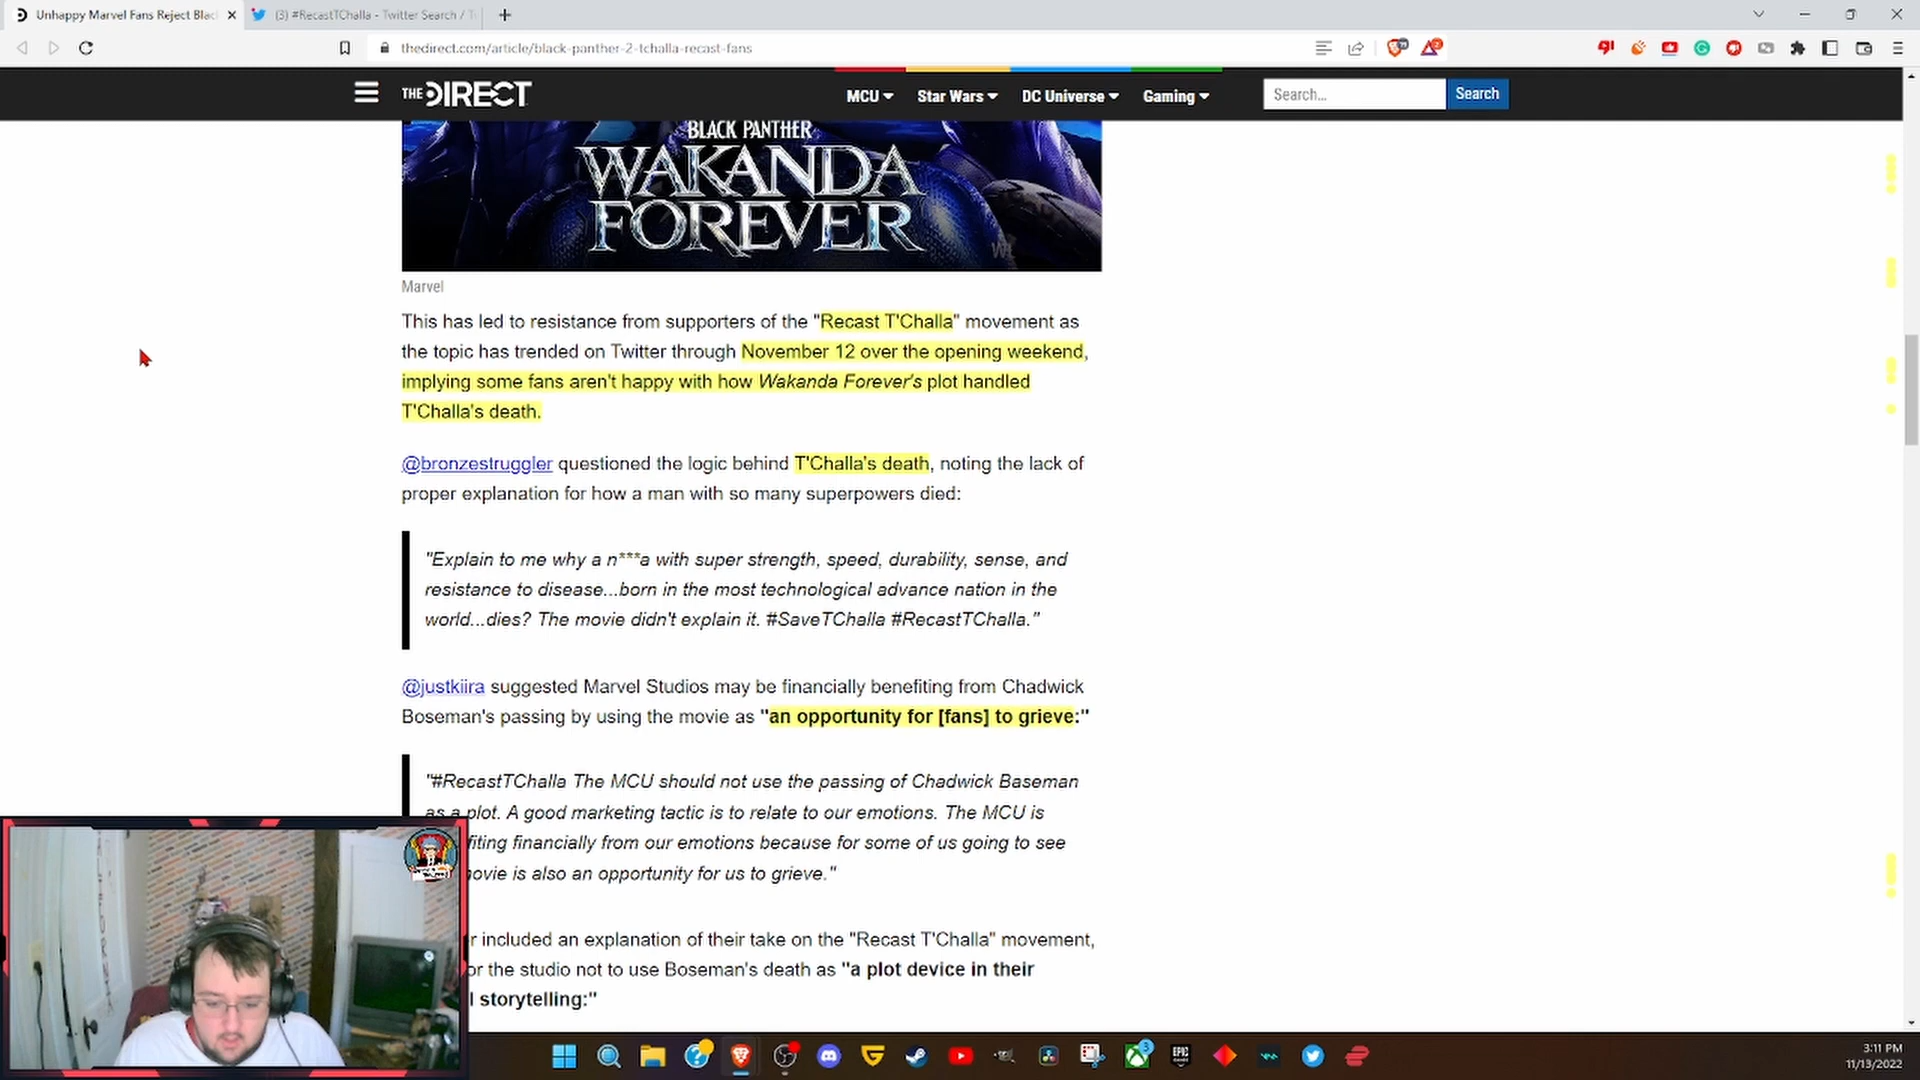 Unhappy Marvel Fans Reject Blac
(3) #RecastTChalla - Twitter Search / T
thedirect.com/article/black-panther-2-tchalla-recast-fans
THE DIRECT
MCU
Star Wars
DC Universe
Gaming
Search...
Search
BLACK PANTHER
WAKANDA
FOREVER
Marvel
This has led to resistance from supporters of the "Recast T'Challa" movement as
the topic has trended on Twitter through November 12 over the opening weekend,
implying some fans aren't happy with how Wakanda Forever's plot handled
T'Challa's death.
@bronzestruggler questioned the logic behind T'Challa's death, noting the lack of
proper explanation for how a man with so many superpowers died:
"Explain to me why a n***a with super strength, speed, durability, sense, and
resistance to disease...born in the most technological advance nation in the
world...dies? The movie didn't explain it. #SaveTChalla #RecastTChalla."
@justkiira suggested Marvel Studios may be financially benefiting from Chadwick
Boseman's passing by using the movie as "an opportunity for [fans] to grieve:"
"#RecastTChalla The MCU should not use the passing of Chadwick Baseman
as a plot. A good marketing tactic is to relate to our emotions. The MCU is
fiting financially from our emotions because for some of us going to see
ovie is also an opportunity for us to grieve."
r included an explanation of their take on the "Recast T'Challa" movement,
or the studio not to use Boseman's death as "a plot device in their
l storytelling:"
EPIC
3:11 PM
11/13/2022